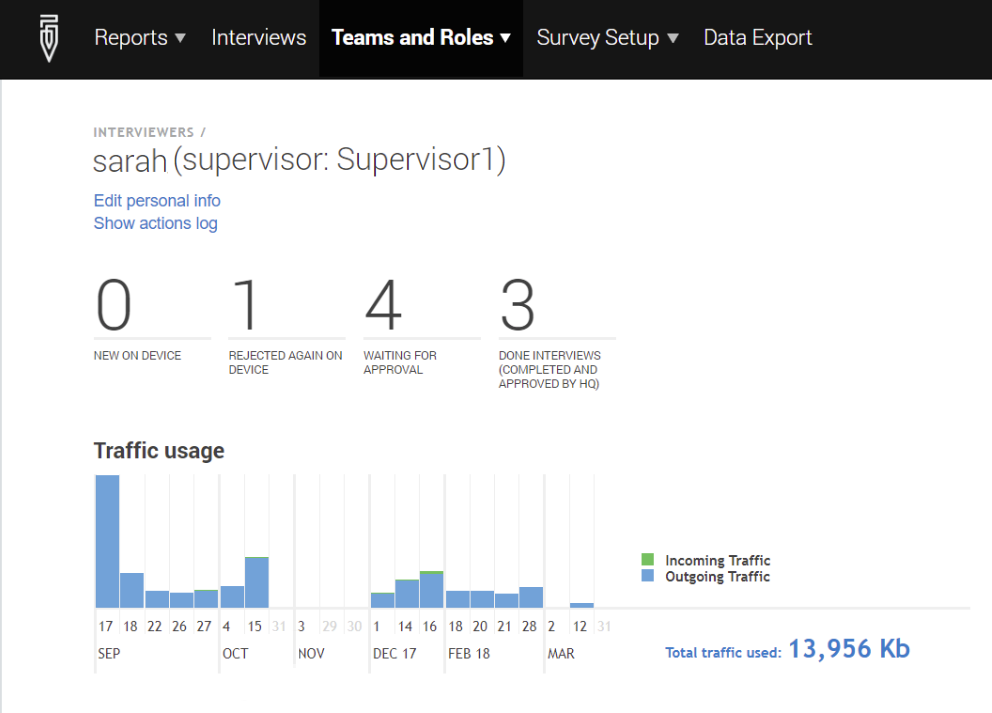 Reports ▼ Interviews Teams and Roles ▼ Survey Setup ▼ Data Export
INTERVIEWERS /
sarah (supervisor: Supervisor1)
Edit personal info
Show actions log
0 1 4 3
NEW ON DEVICE
REJECTED AGAIN ON
DEVICE
WAITING FOR
APPROVAL
DONE INTERVIEWS
(COMPLETED AND
APPROVED BY HQ)
Traffic usage
Incoming Traffic
Outgoing Traffic
17 18 22 26 27 4 15 31 3 29 30 1 14 16 18 20 21 28 2 12 31
SEP OCT NOV DEC 17 FEB 18 MAR
Total traffic used: 13,956 Kb